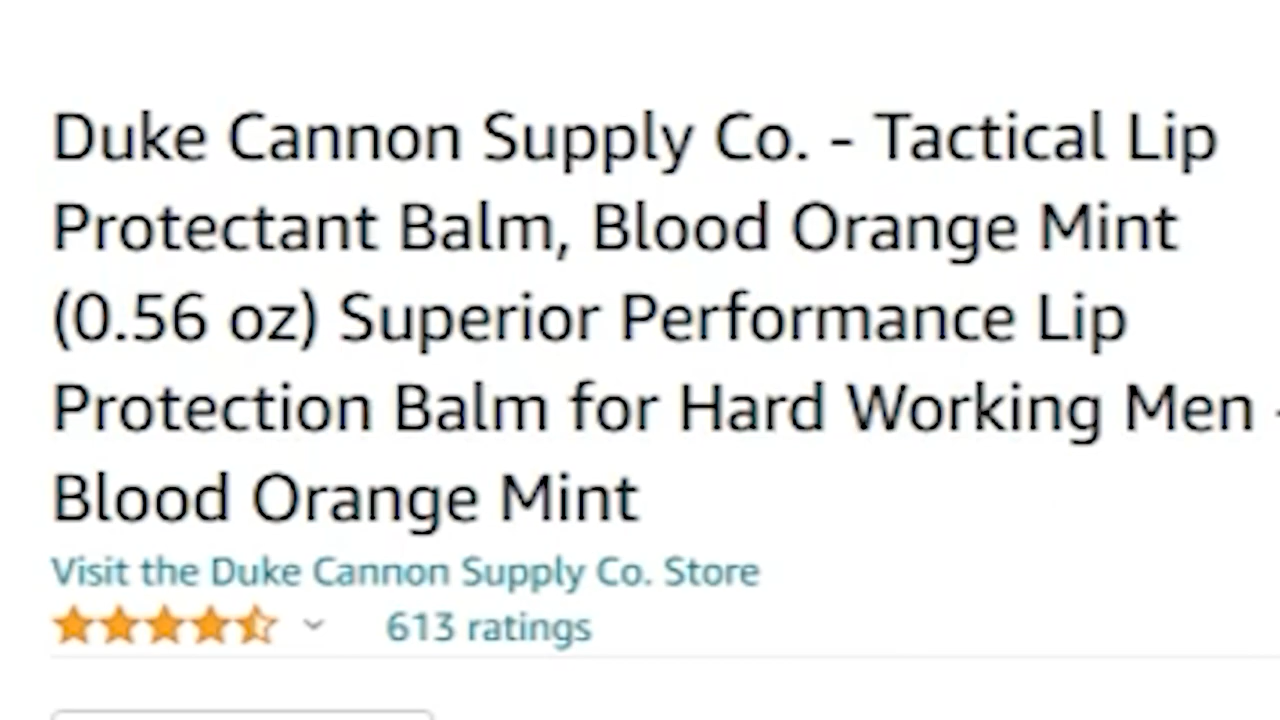 Duke Cannon Supply Co. - Tactical Lip
Protectant Balm, Blood Orange Mint
(0.56 oz) Superior Performance Lip
Protection Balm for Hard Working Men -
Blood Orange Mint
Visit the Duke Cannon Supply Co. Store
613 ratings